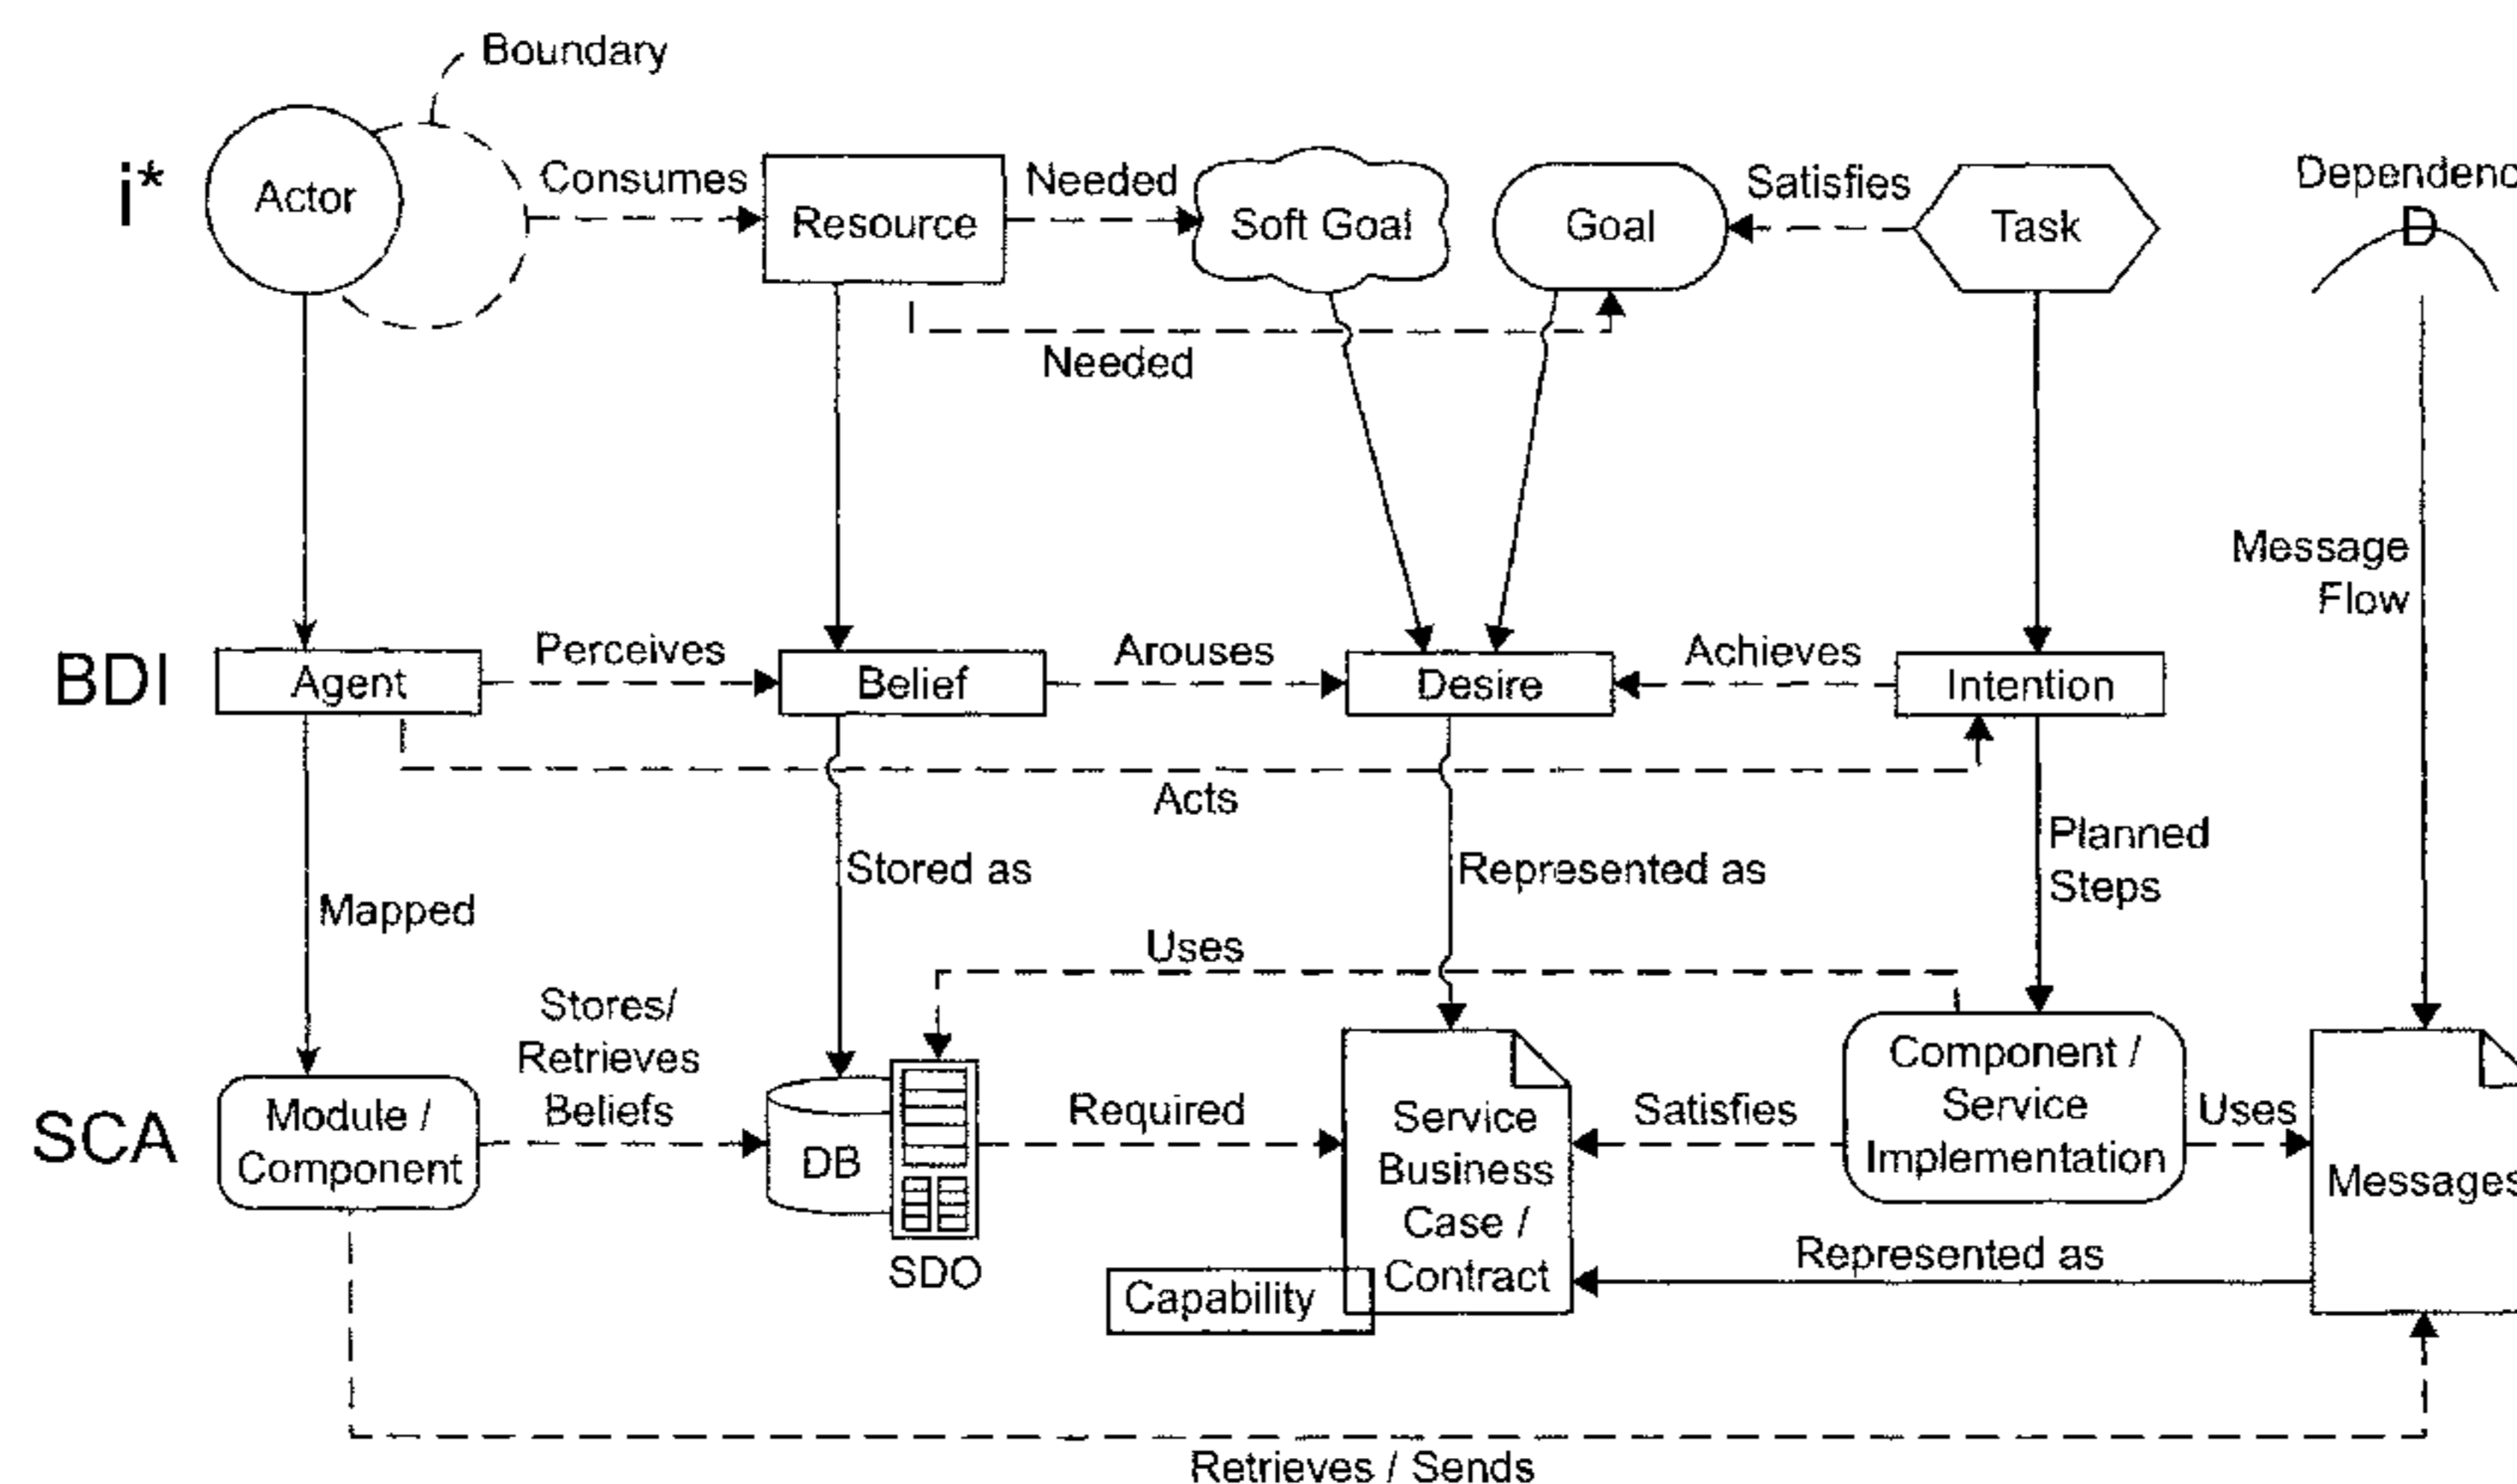 Boundary
i*
Actor
Consumes
Resource
Needed
Soft Goal
Goal
Satisfies
Task
Dependenc
D
Needed
Message
Flow
BDI
Agent
Perceives
Belief
Arouses
Desire
Achieves
Intention
Acts
Mapped
Stored as
Represented as
Planned
Steps
Uses
SCA
Module /
Component
Stores/
Retrieves
Beliefs
DB
SDO
Required
Service
Business
Case /
Contract
Capability
Satisfies
Component /
Service
Implementation
Uses
Messages
Represented as
Retrieves / Sends